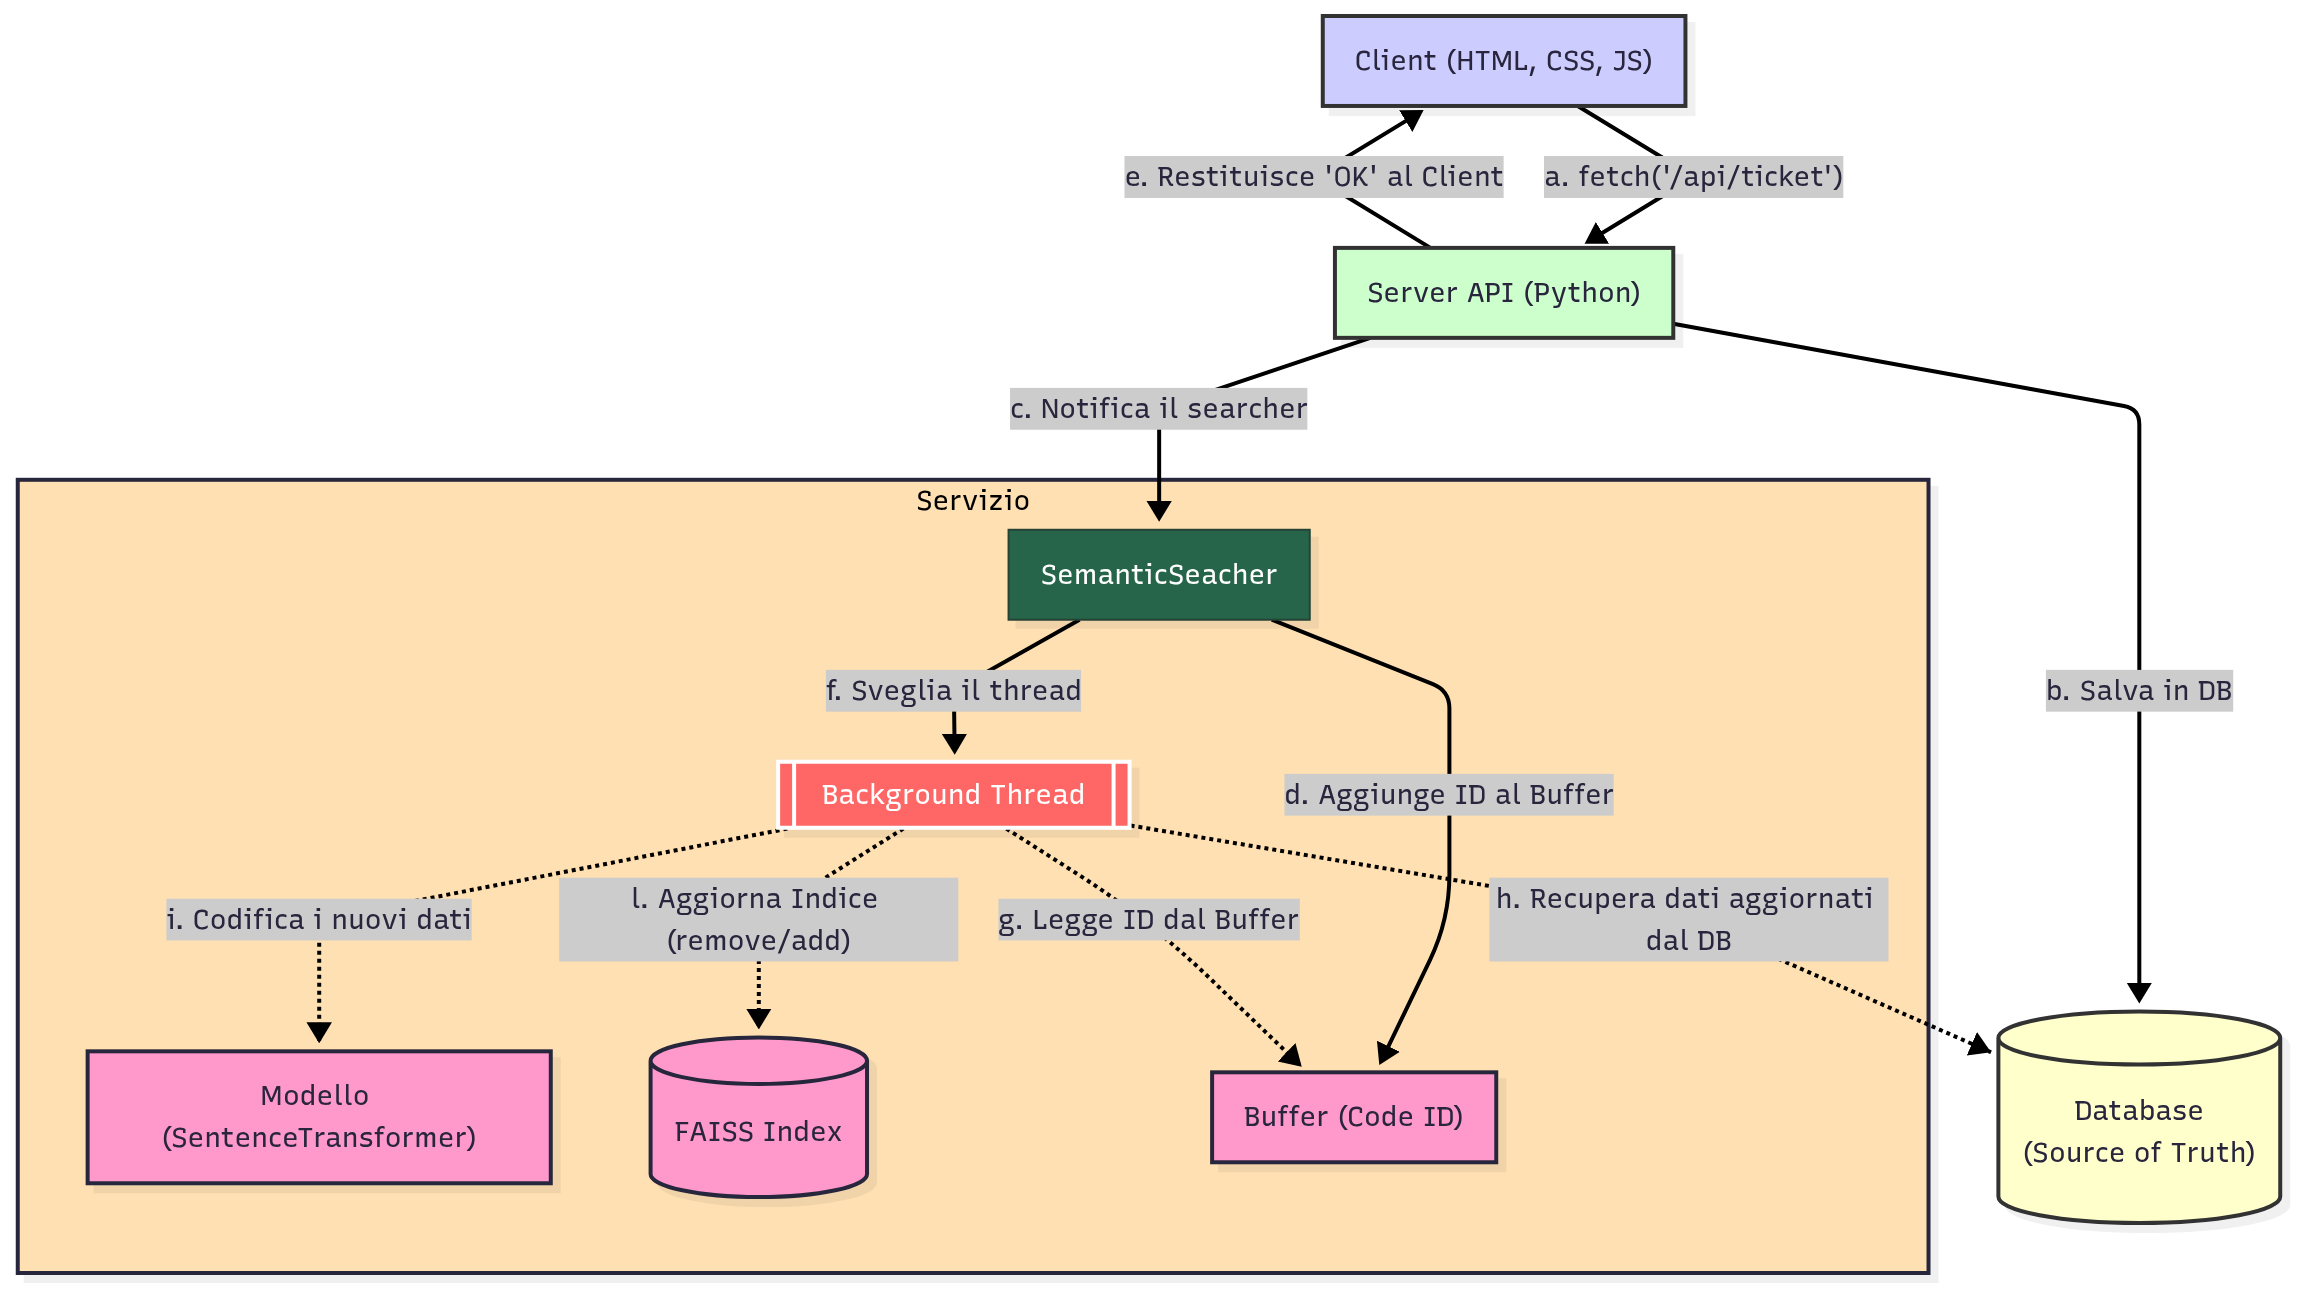 Client (HTML, CSS, JS)
e. Restituisce 'OK' al Client
a. fetch('/api/ticket')
Server API (Python)
c. Notifica il searcher
Servizio
SemanticSeacher
f. Sveglia il thread
b. Salva in DB
Background Thread
d. Aggiunge ID al Buffer
i. Codifica i nuovi dati
l. Aggiorna Indice
(remove/add)
g. Legge ID dal Buffer
h. Recupera dati aggiornati
dal DB
Modello
(SentenceTransformer)
FAISS Index
Buffer (Code ID)
Database
(Source of Truth)